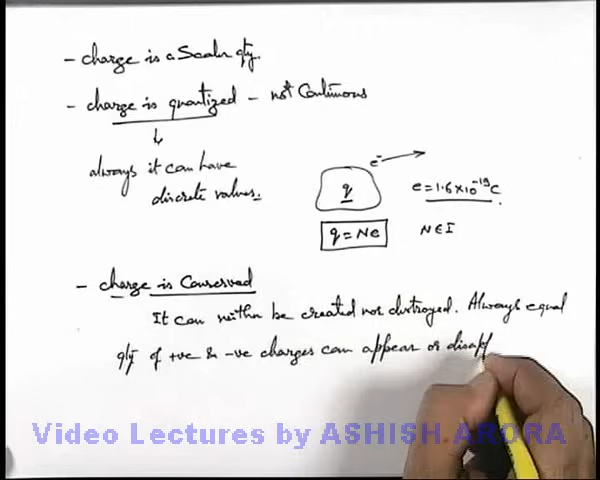 - charge is a Scalar qty.
- charge is quantized - not Continuous
always it can have
discrete values.
e⁻
q
e = 1.6×10⁻¹⁹C.
q = Ne
N∈I
- charge is Conserved
It can neither be created nor distroyed. Always equal
qty of +ve & -ve charges can appear or disapp
Video Lectures by ASHISH ARORA